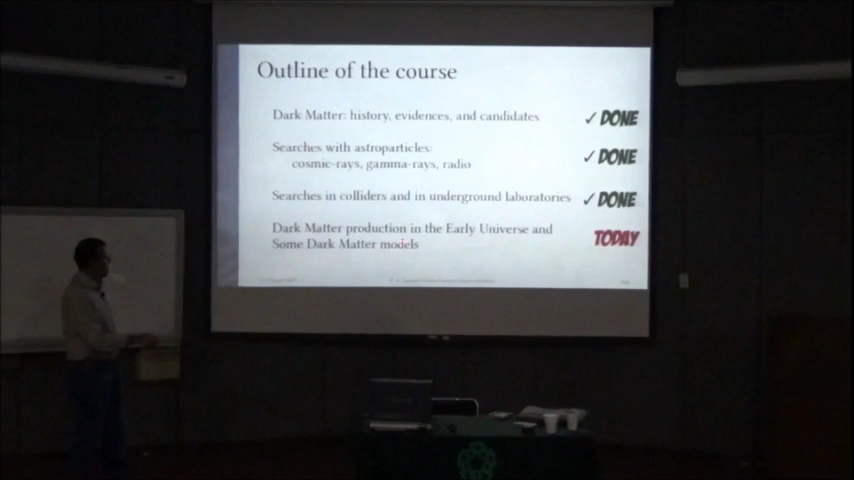 Outline of the course
Dark Matter: history, evidences, and candidates ✓ DONE
Searches with astroparticles:
cosmic-rays, gamma-rays, radio ✓ DONE
Searches in colliders and in underground laboratories ✓ DONE
Dark Matter production in the Early Universe and
Some Dark Matter models TODAY